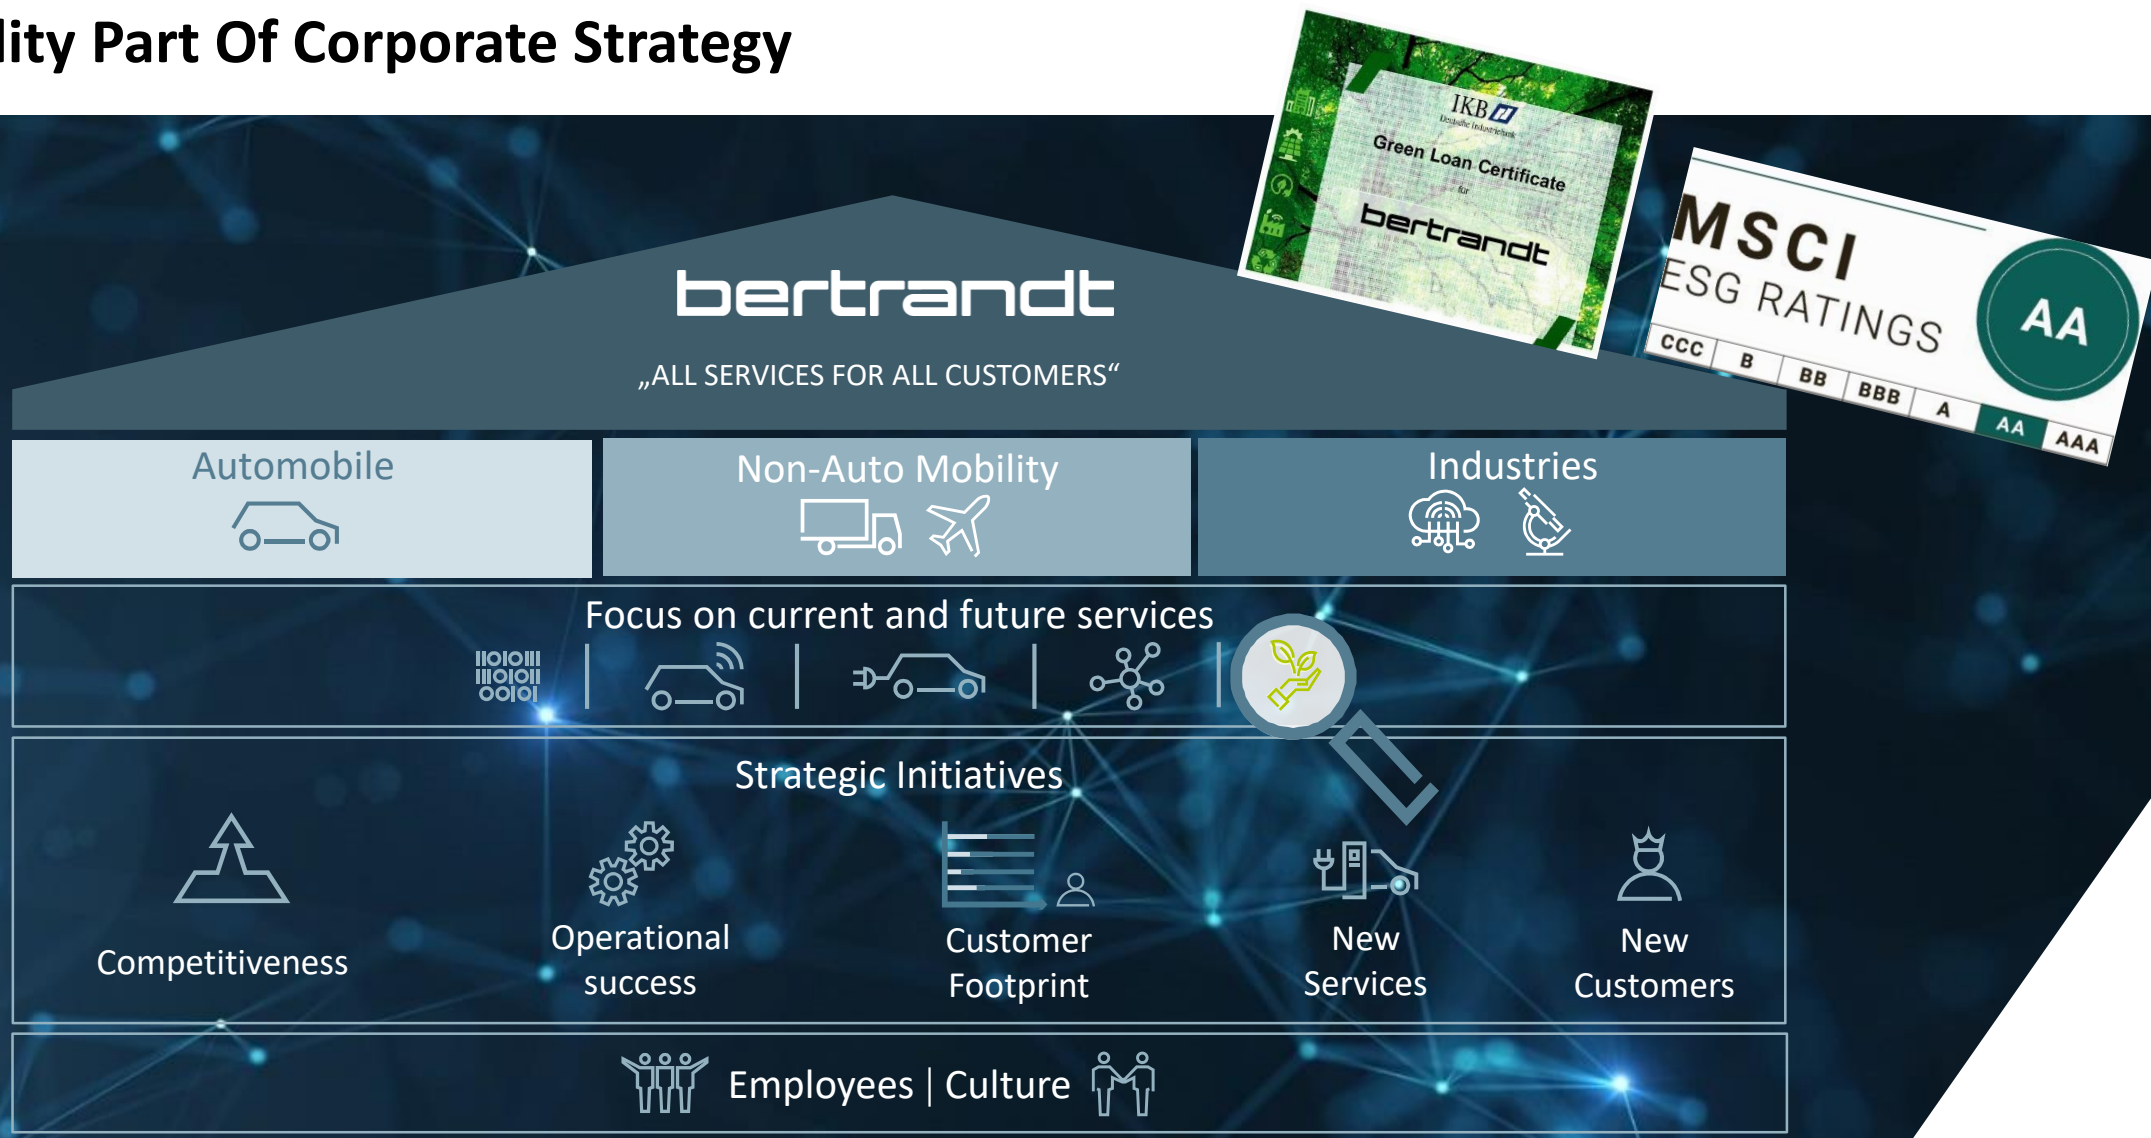 lity Part Of Corporate Strategy
IKB
Deutsche Industriebank
Green Loan Certificate
für
bertrandt
MSCI
ESG RATINGS
AA
CCC B BB BBB A AA AAA
bertrandt
„ALL SERVICES FOR ALL CUSTOMERS“
Automobile
Non-Auto Mobility
Industries
Focus on current and future services
Strategic Initiatives
Competitiveness
Operational
success
Customer
Footprint
New
Services
New
Customers
Employees | Culture